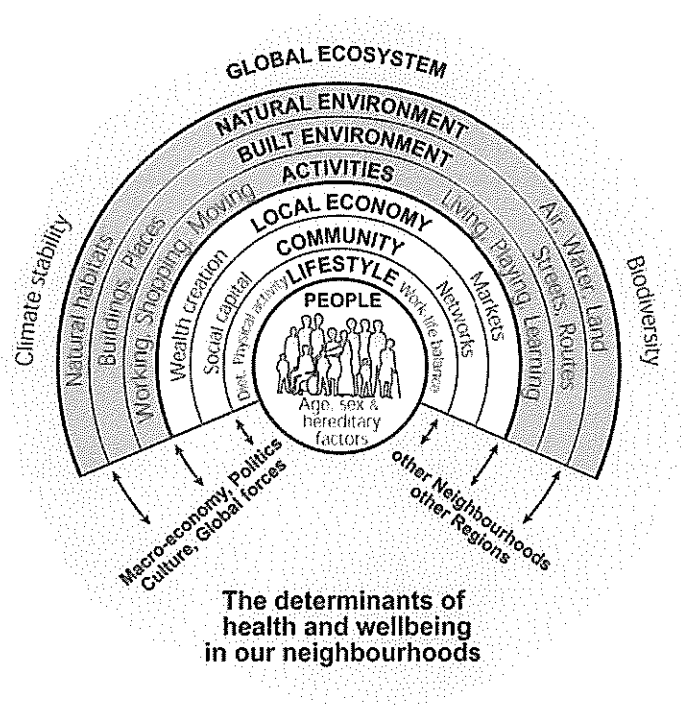 GLOBAL ECOSYSTEM
NATURAL ENVIRONMENT
BUILT ENVIRONMENT
ACTIVITIES
LOCAL ECONOMY
COMMUNITY
LIFESTYLE
PEOPLE
Age, sex &
hereditary
factors
Climate stability
Natural habitats
Buildings, Places
Working, Shopping, Moving
Wealth creation
Social capital
Diet, Physical activity
Work life balance
Networks
Markets
Living, Playing, Learning
Streets, Routes
Air, Water, Land
Biodiversity
Macro-economy, Politics
Culture, Global forces
other Neighbourhoods
other Regions
The determinants of
health and wellbeing
in our neighbourhoods